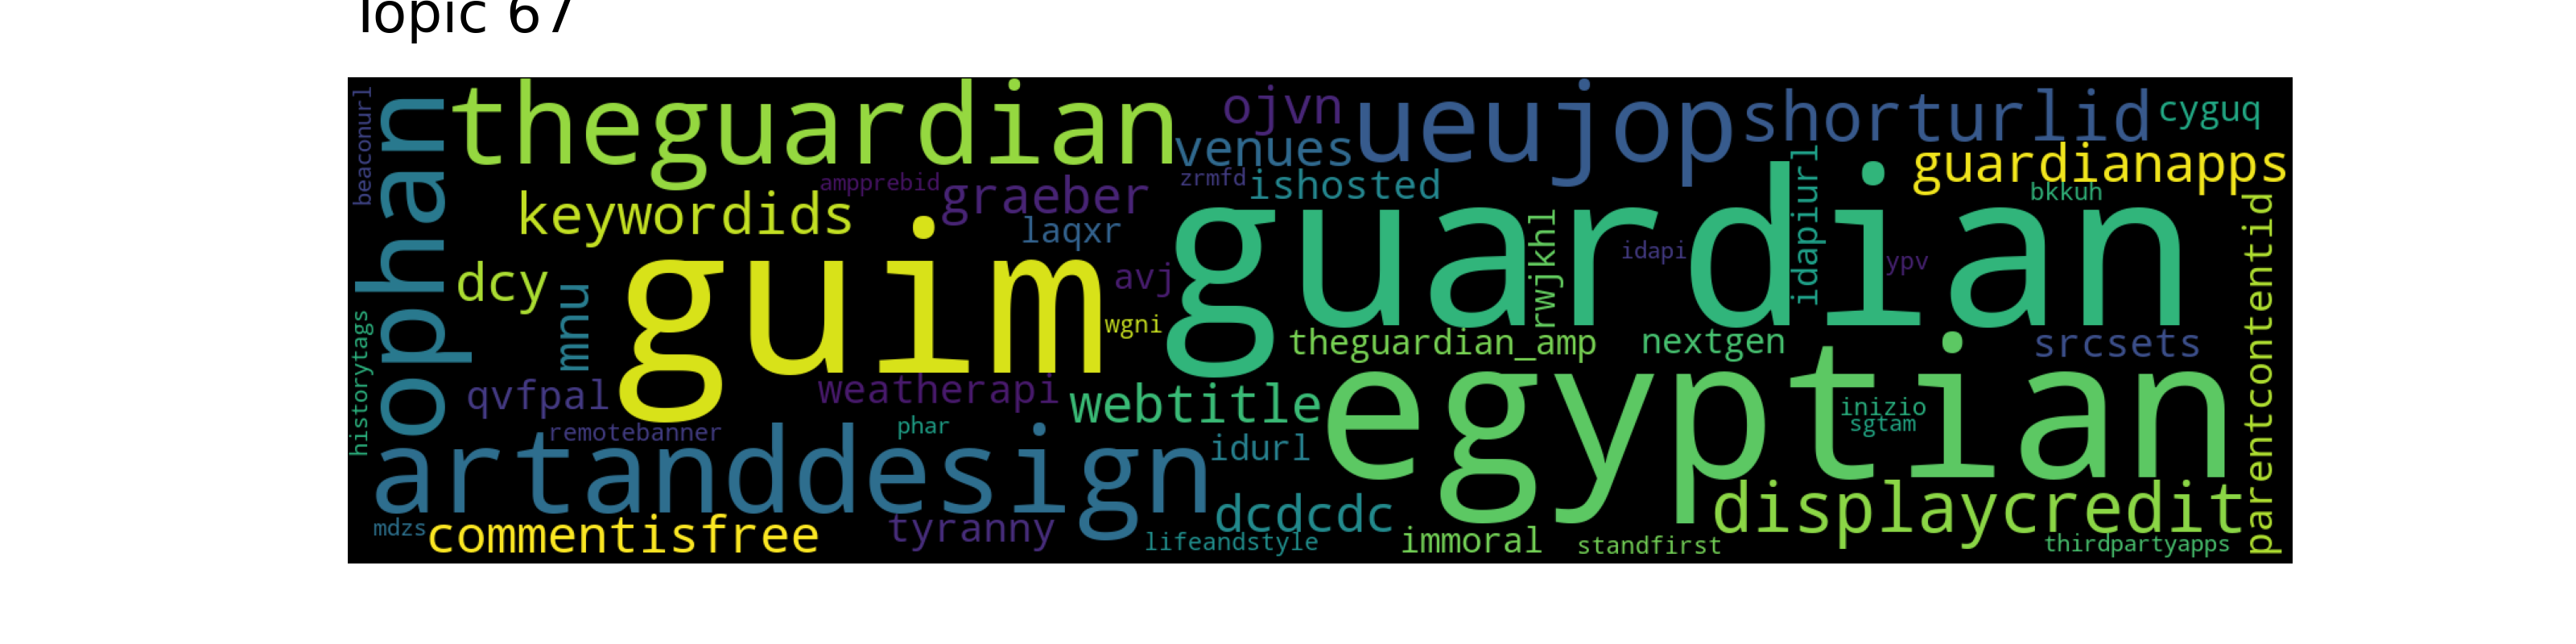 Topic 67
beaconurl
ophan
historytags
theguardian
ojvn
ueujop
shorturlid
cyguq
venues
guardianapps
ampprebid
graeber
zrmfd
ishosted
idapiurl
bkkuh
keywordids
laqxr
guardian
rwjkhl
idapi
ypv
parentcontentid
dcy
mnu
guim
avj
wgni
theguardian_amp
nextgen
srcsets
qvfpal
weatherapi
webtitle
egyptian
inizio
sgtam
remotebanner
phar
artanddesign
idurl
dcdcdc
displaycredit
mdzs
commentisfree
tyranny
lifeandstyle
immoral
standfirst
thirdpartyapps